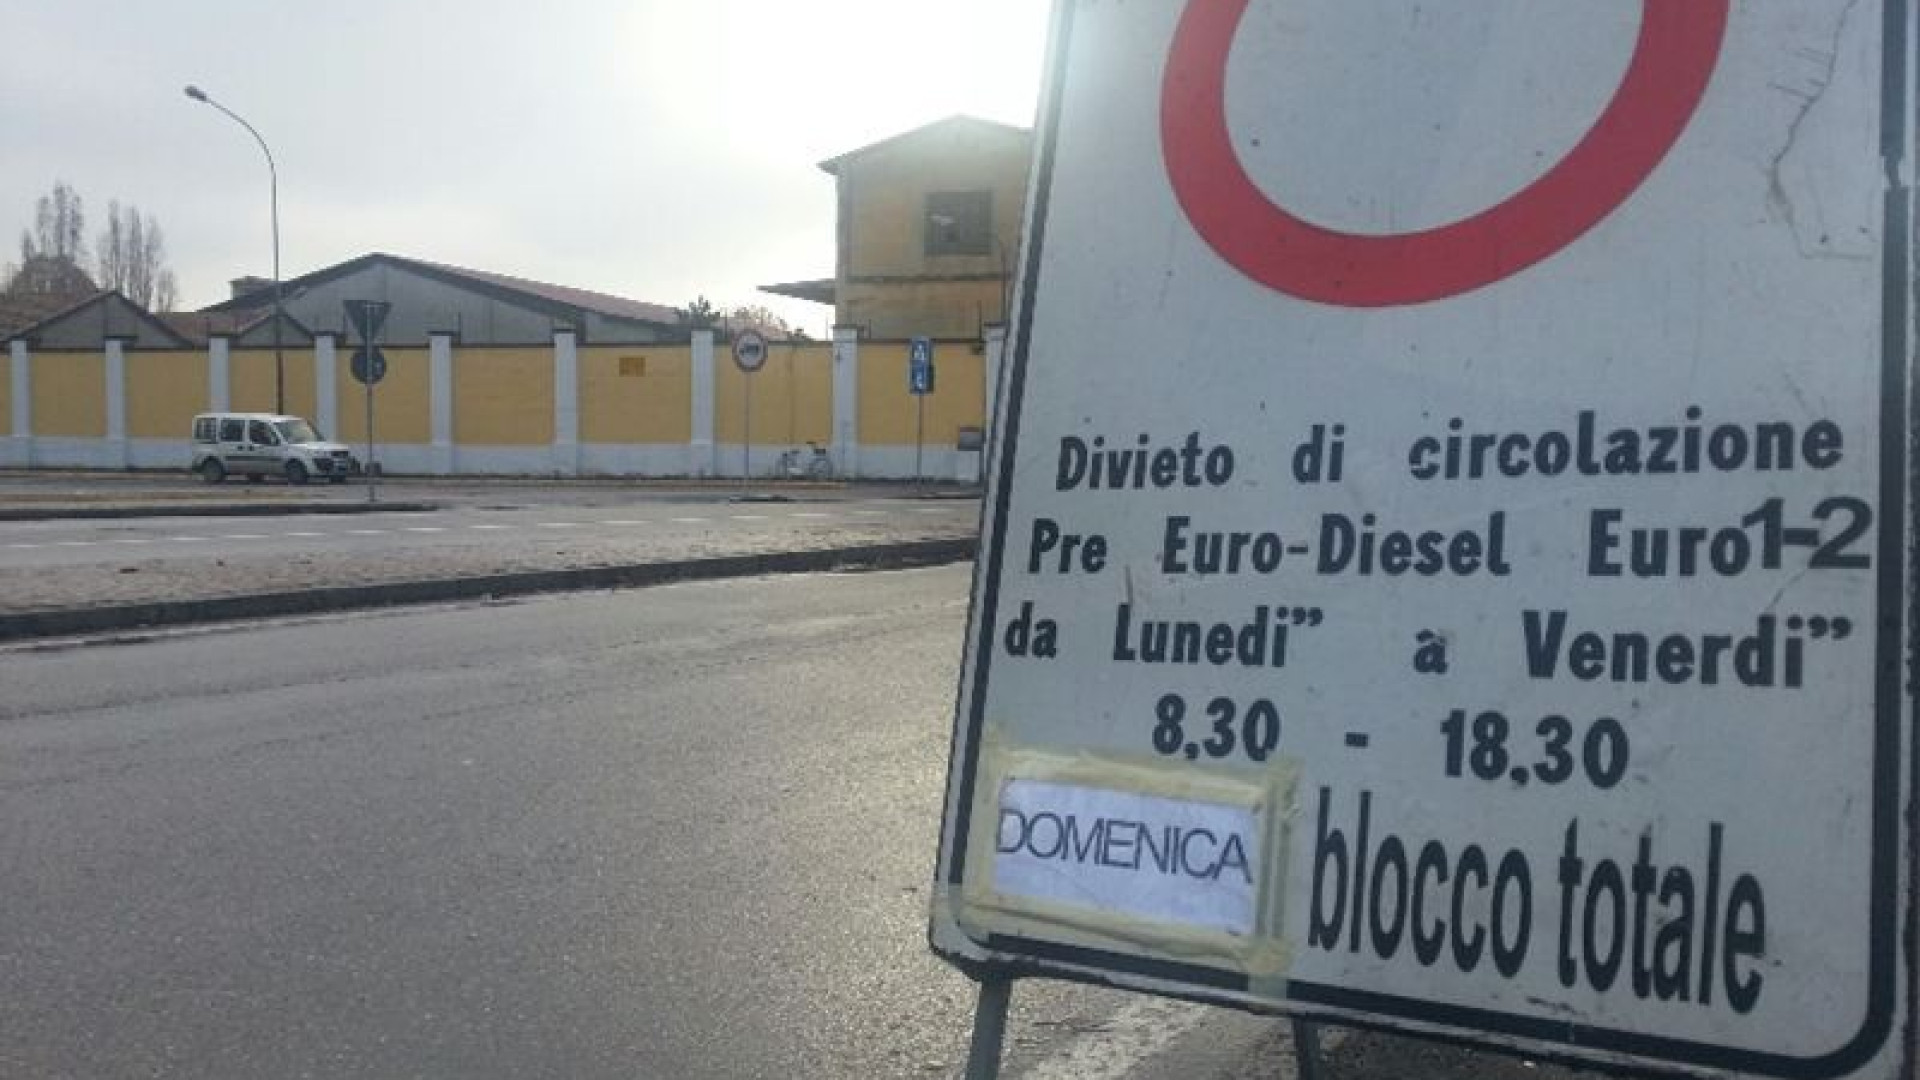 Divieto di circolazione
Pre Euro-Diesel Euro1-2
da Lunedi” a Venerdi”
8,30 - 18.30
DOMENICA blocco totale